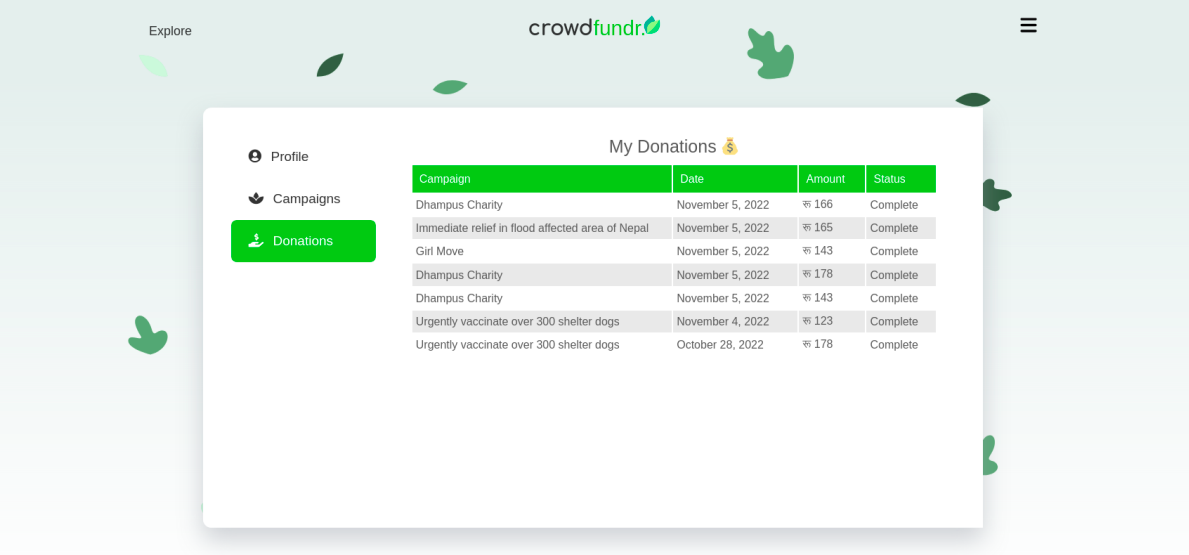 Explore
crowdfundr.
Profile
Campaigns
Donations
My Donations
Campaign Date Amount Status
Dhampus Charity November 5, 2022 रू 166 Complete
Immediate relief in flood affected area of Nepal November 5, 2022 रू 165 Complete
Girl Move November 5, 2022 रू 143 Complete
Dhampus Charity November 5, 2022 रू 178 Complete
Dhampus Charity November 5, 2022 रू 143 Complete
Urgently vaccinate over 300 shelter dogs November 4, 2022 रू 123 Complete
Urgently vaccinate over 300 shelter dogs October 28, 2022 रू 178 Complete